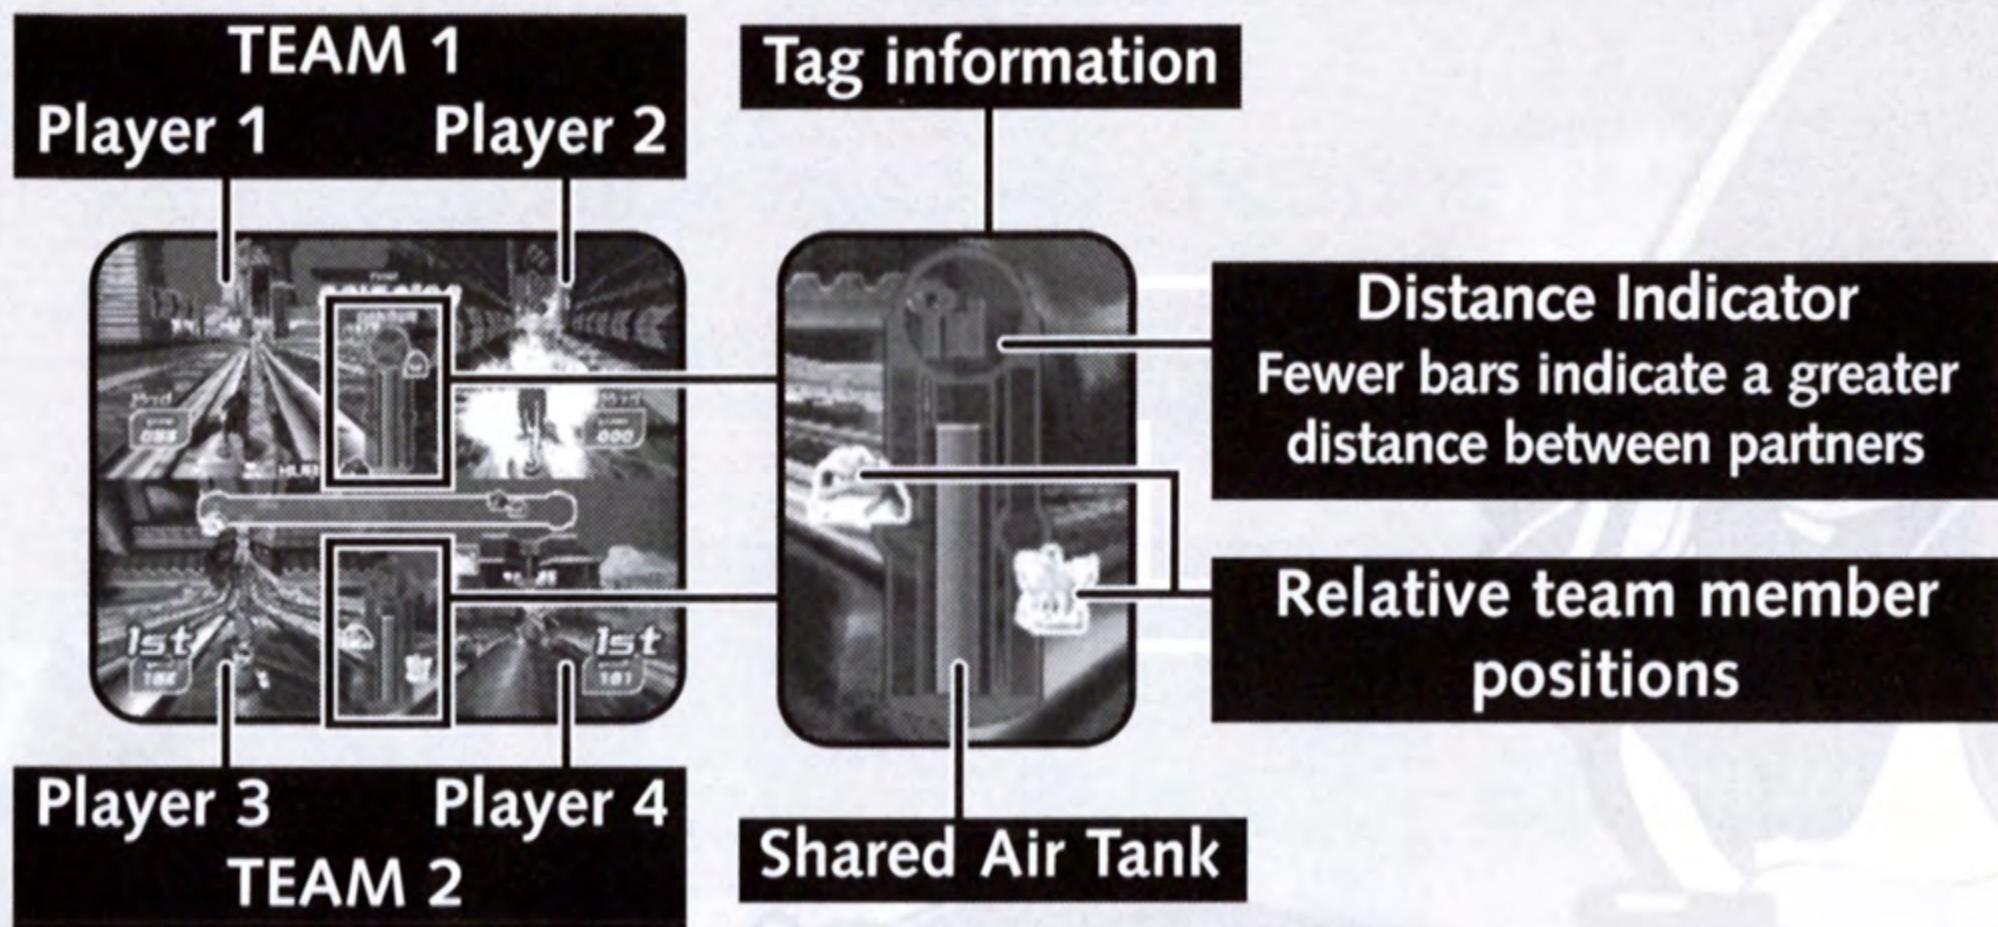 TEAM 1
Player 1 Player 2
Tag information
Distance Indicator
Fewer bars indicate a greater
distance between partners
Relative team member
positions
1st
1st
Player 3 Player 4
TEAM 2
Shared Air Tank